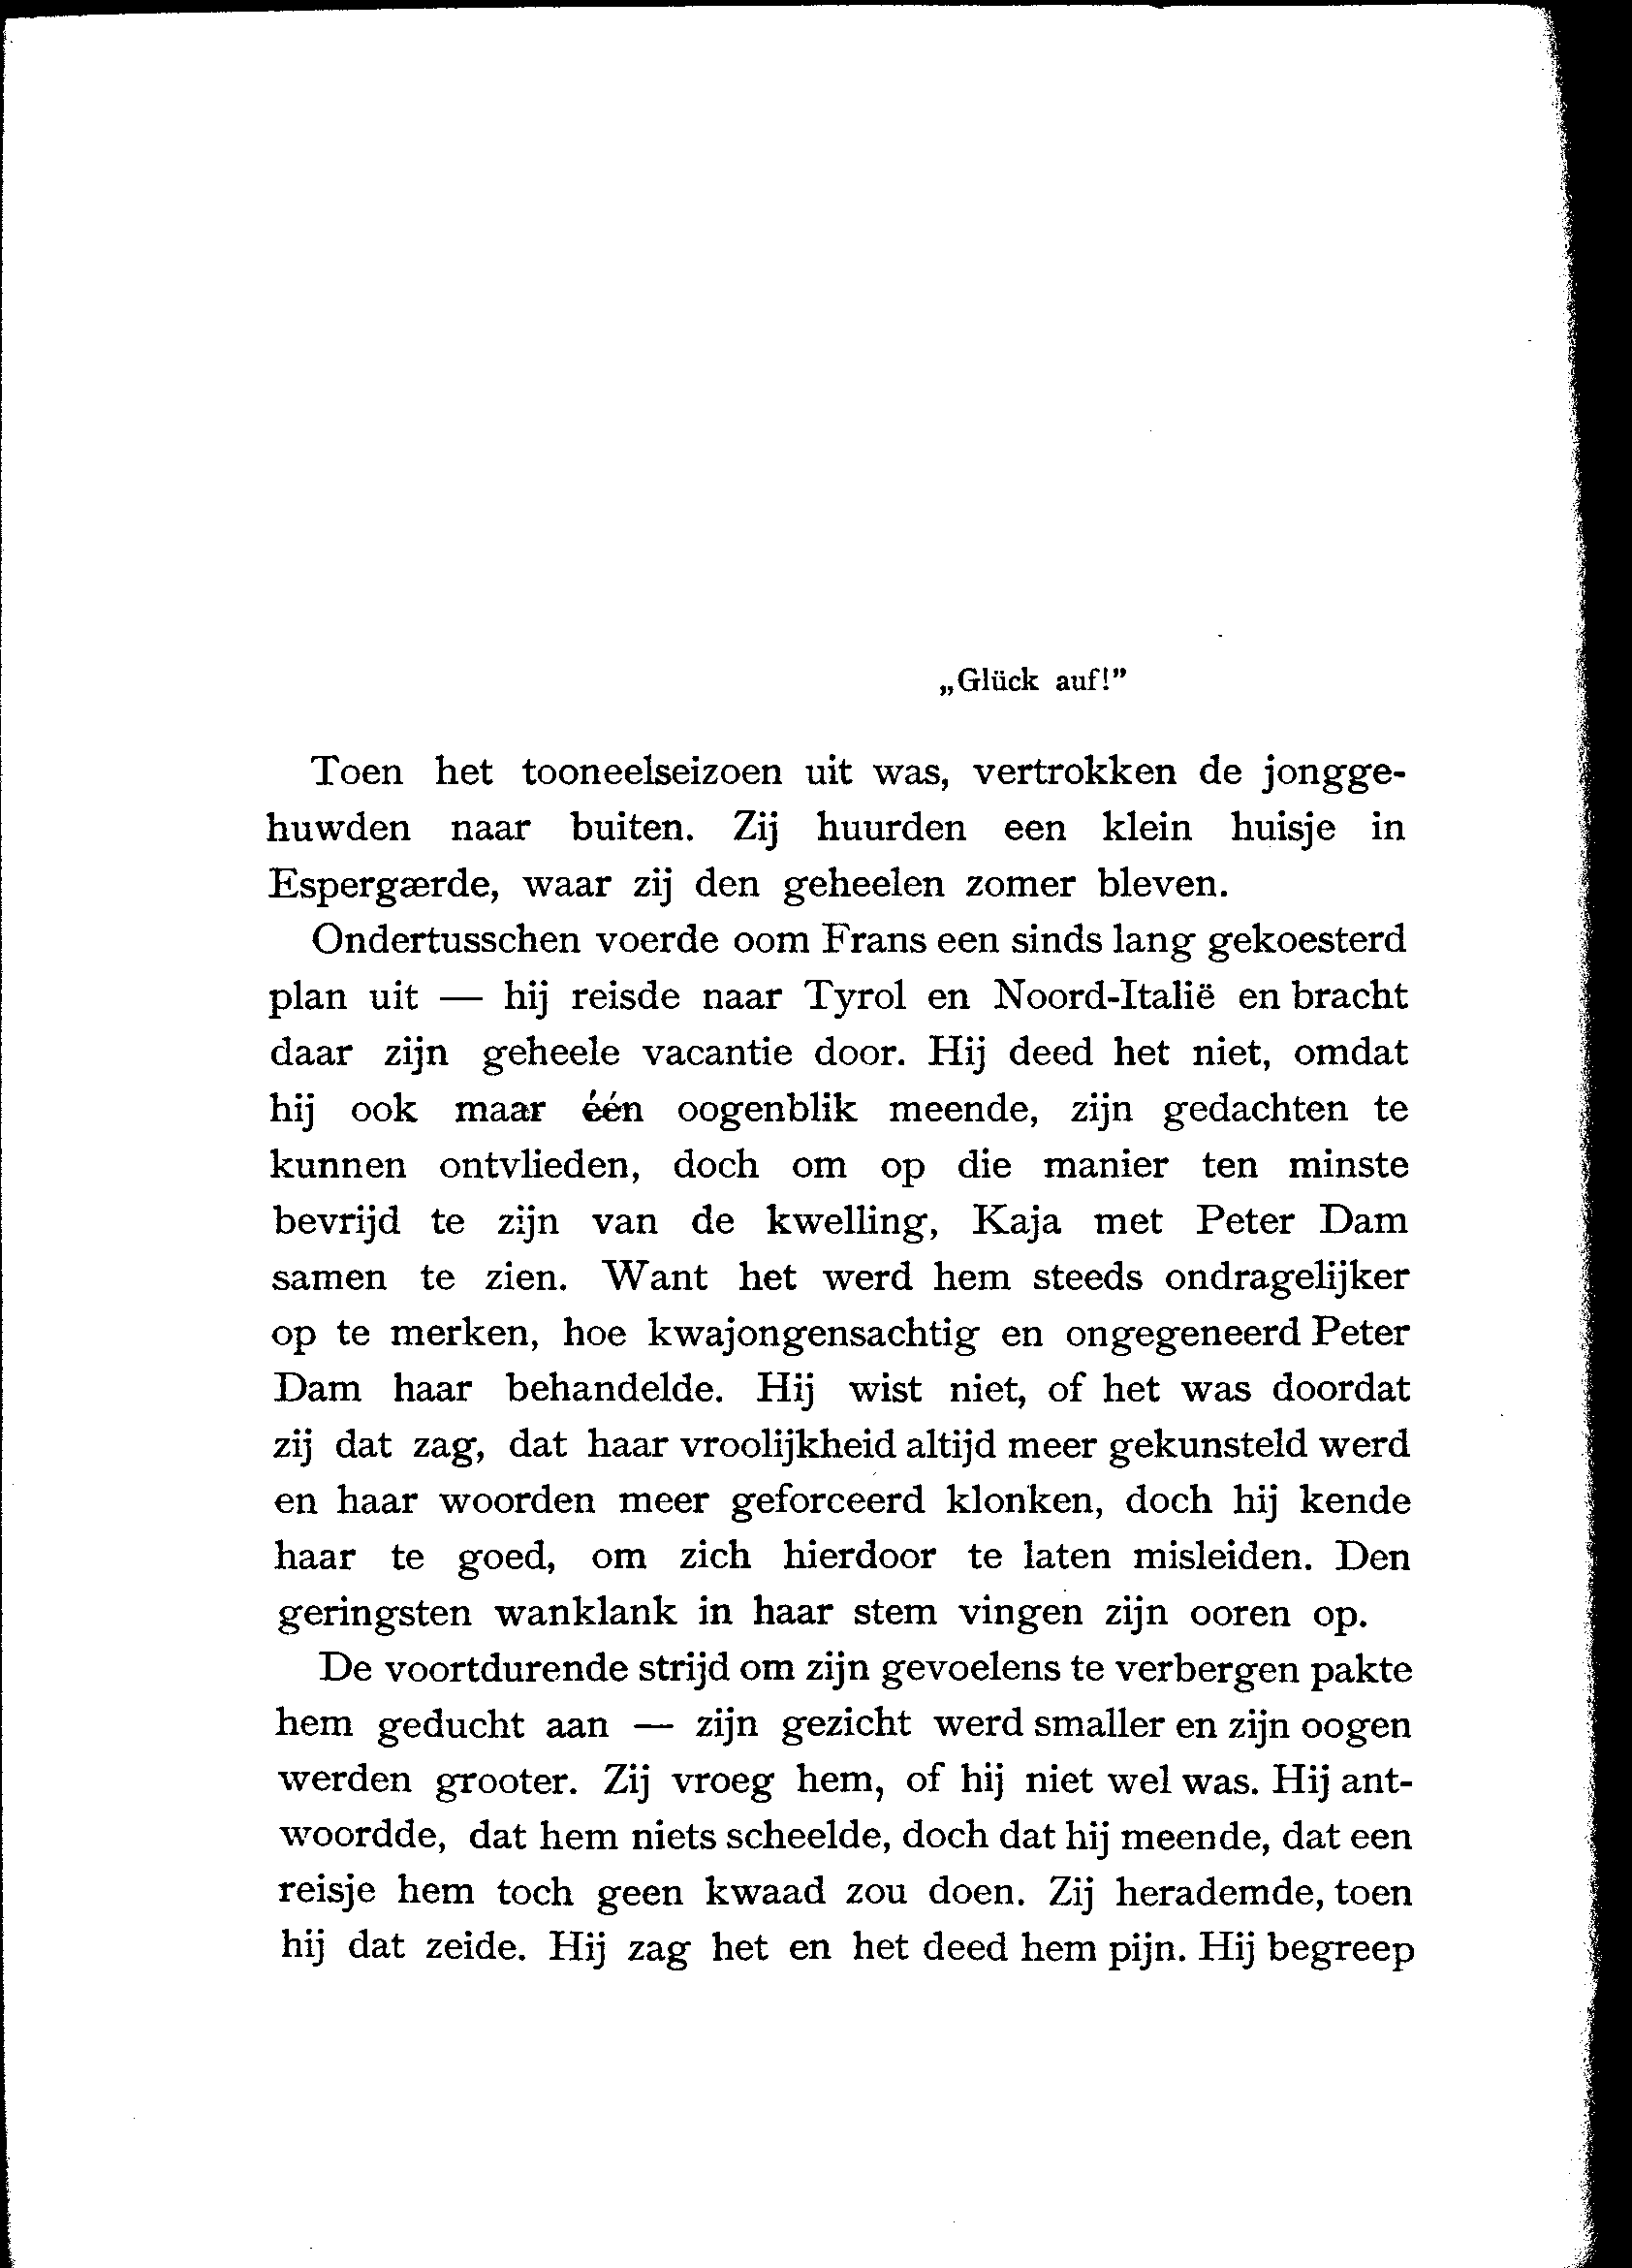 „Glück auf!”
Toen het tooneelseizoen uit was, vertrokken de jongge-
huwden naar buiten. Zij huurden een klein huisje in
Espergærde, waar zij den geheelen zomer bleven.
Ondertusschen voerde oom Frans een sinds lang gekoesterd
plan uit — hij reisde naar Tyrol en Noord-Italië en bracht
daar zijn geheele vacantie door. Hij deed het niet, omdat
hij ook maar één oogenblik meende, zijn gedachten te
kunnen ontvlieden, doch om op die manier ten minste
bevrijd te zijn van de kwelling, Kaja met Peter Dam
samen te zien. Want het werd hem steeds ondragelijker
op te merken, hoe kwajongensachtig en ongegeneerd Peter
Dam haar behandelde. Hij wist niet, of het was doordat
zij dat zag, dat haar vroolijkheid altijd meer gekunsteld werd
en haar woorden meer geforceerd klonken, doch hij kende
haar te goed, om zich hierdoor te laten misleiden. Den
geringsten wanklank in haar stem vingen zijn ooren op.
De voortdurende strijd om zijn gevoelens te verbergen pakte
hem geducht aan — zijn gezicht werd smaller en zijn oogen
werden grooter. Zij vroeg hem, of hij niet wel was. Hij ant-
woordde, dat hem niets scheelde, doch dat hij meende, dat een
reisje hem toch geen kwaad zou doen. Zij herademde, toen
hij dat zeide. Hij zag het en het deed hem pijn. Hij begreep